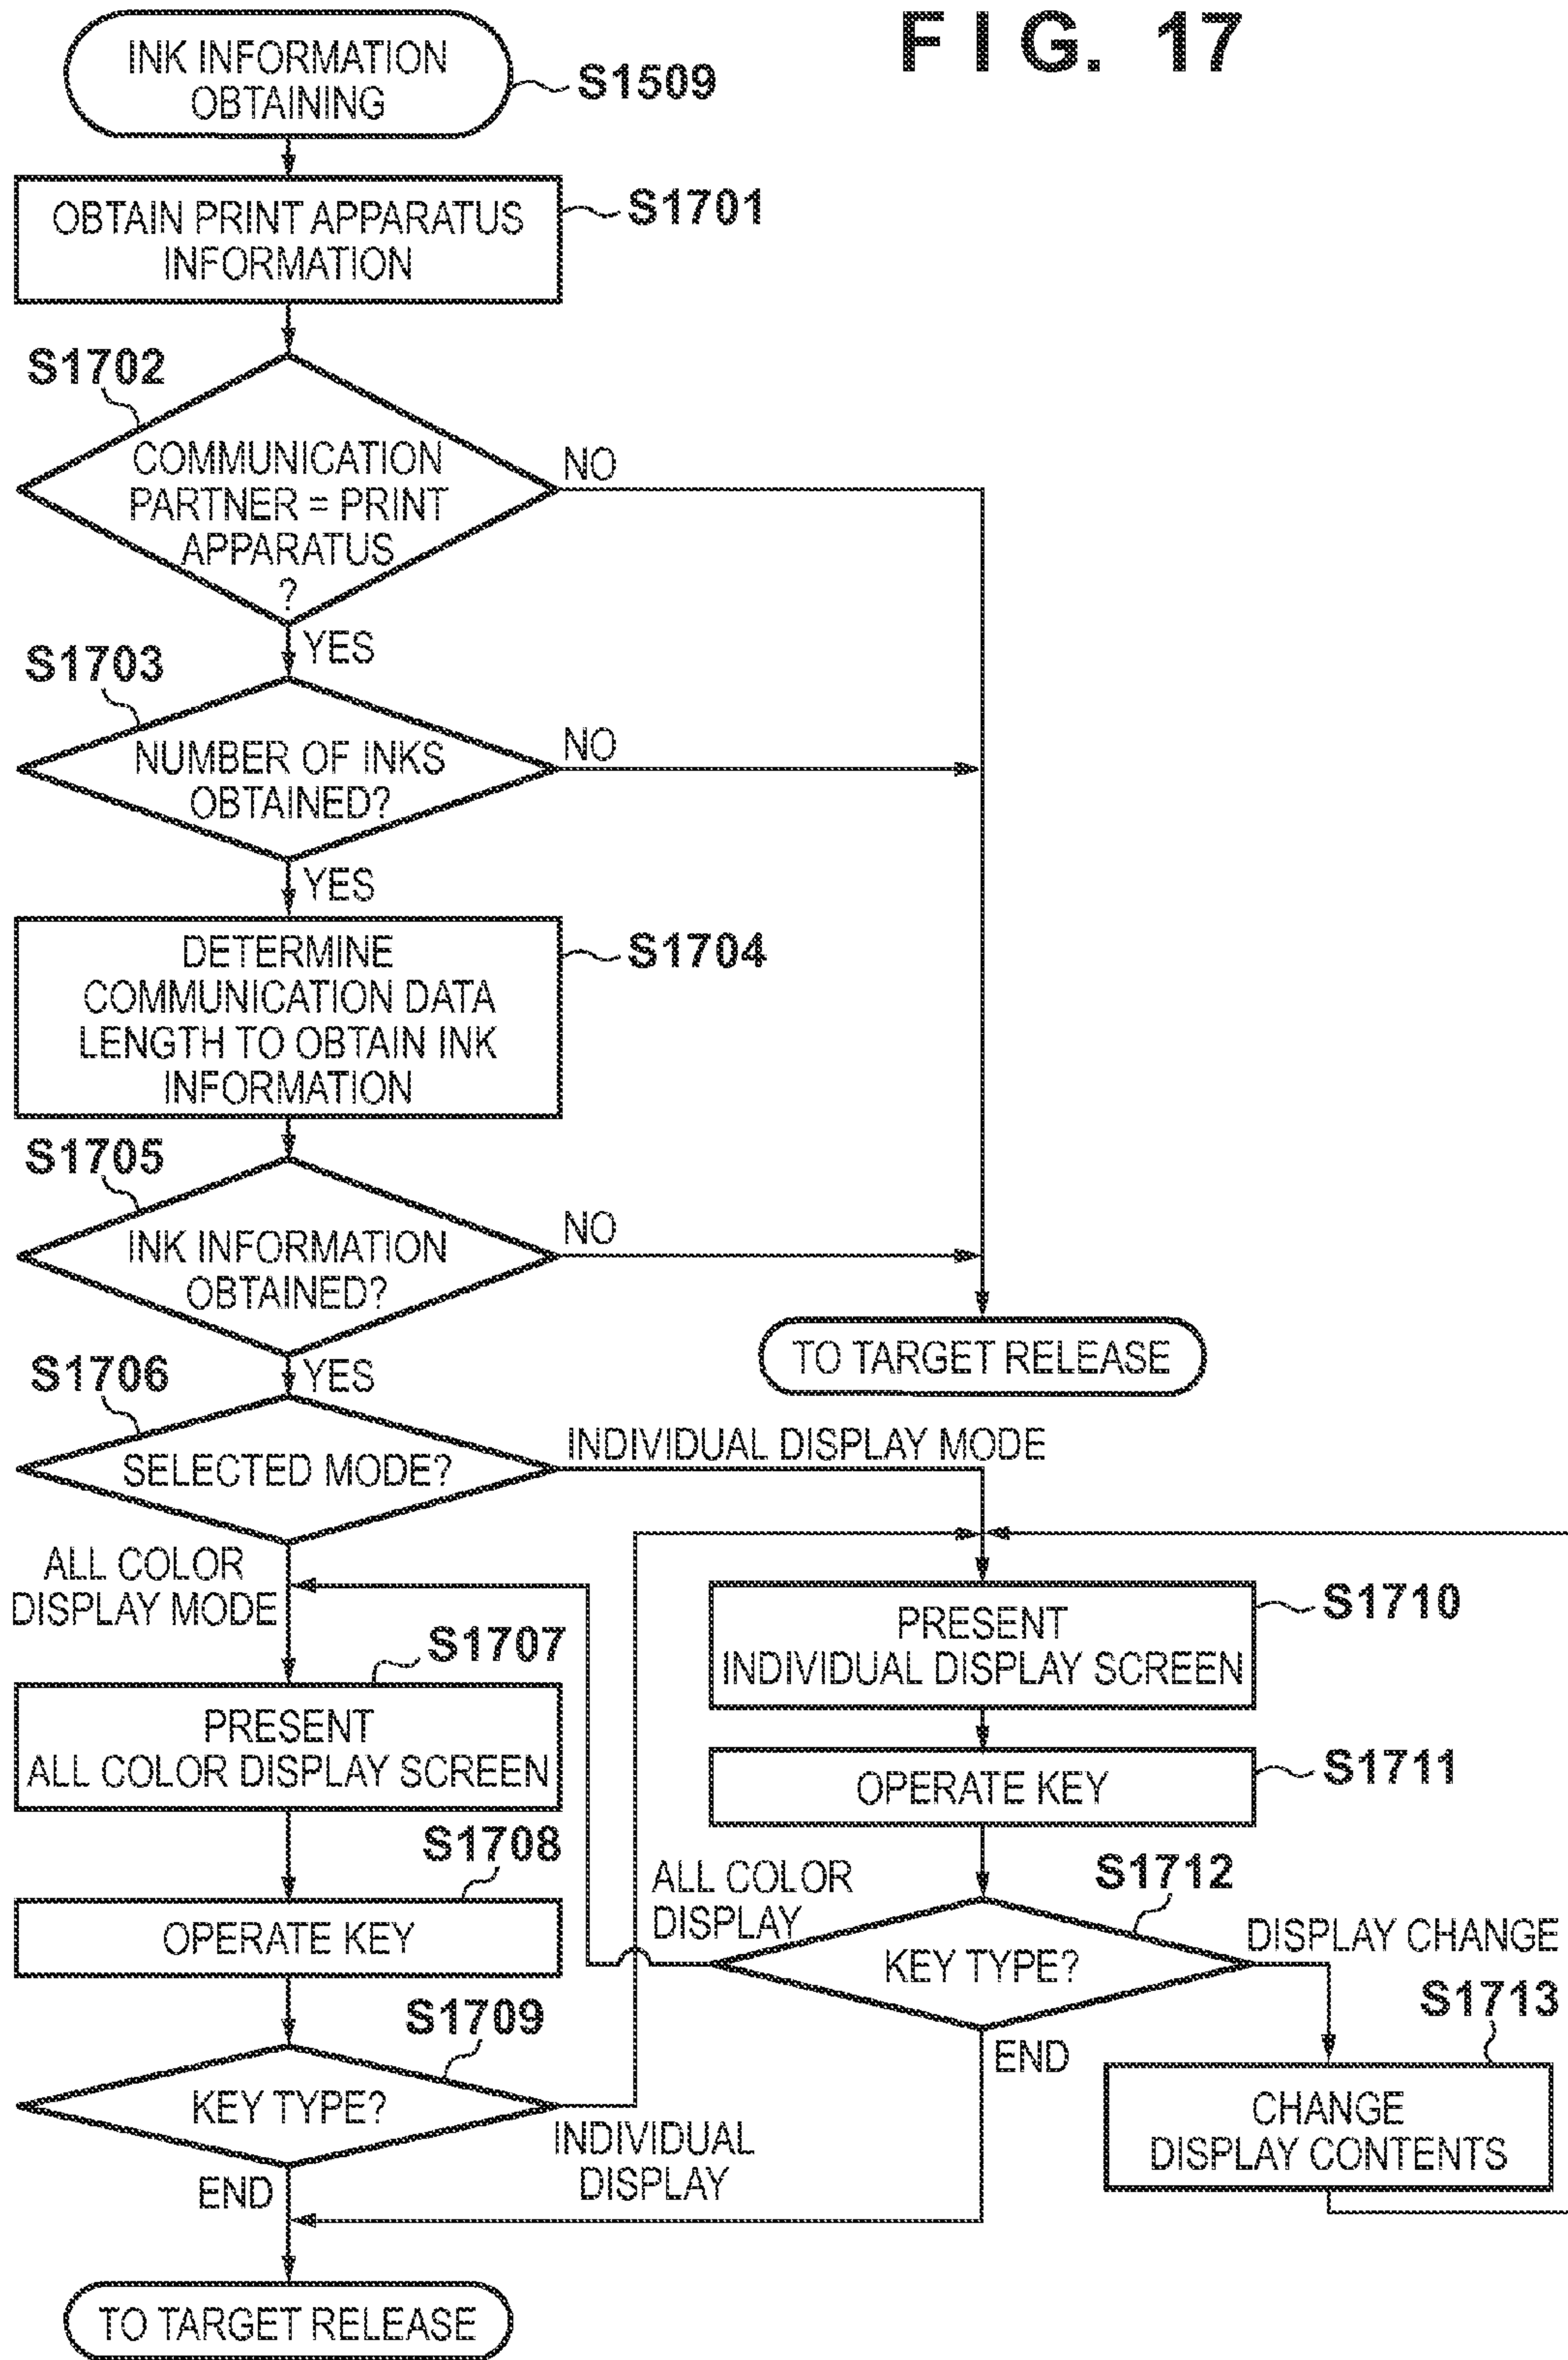 FIG. 17
INK INFORMATION
OBTAINING
S1509
OBTAIN PRINT APPARATUS
INFORMATION
S1701
S1702
COMMUNICATION
PARTNER = PRINT
APPARATUS
?
NO
YES
S1703
NUMBER OF INKS
OBTAINED?
NO
YES
DETERMINE
COMMUNICATION DATA
LENGTH TO OBTAIN INK
INFORMATION
S1704
S1705
INK INFORMATION
OBTAINED?
NO
YES
TO TARGET RELEASE
S1706
SELECTED MODE?
INDIVIDUAL DISPLAY MODE
ALL COLOR
DISPLAY MODE
S1707
PRESENT
ALL COLOR DISPLAY SCREEN
S1708
OPERATE KEY
S1709
KEY TYPE?
INDIVIDUAL
DISPLAY
END
TO TARGET RELEASE
PRESENT
INDIVIDUAL DISPLAY SCREEN
S1710
OPERATE KEY
S1711
ALL COLOR
DISPLAY
S1712
KEY TYPE?
DISPLAY CHANGE
END
S1713
CHANGE
DISPLAY CONTENTS